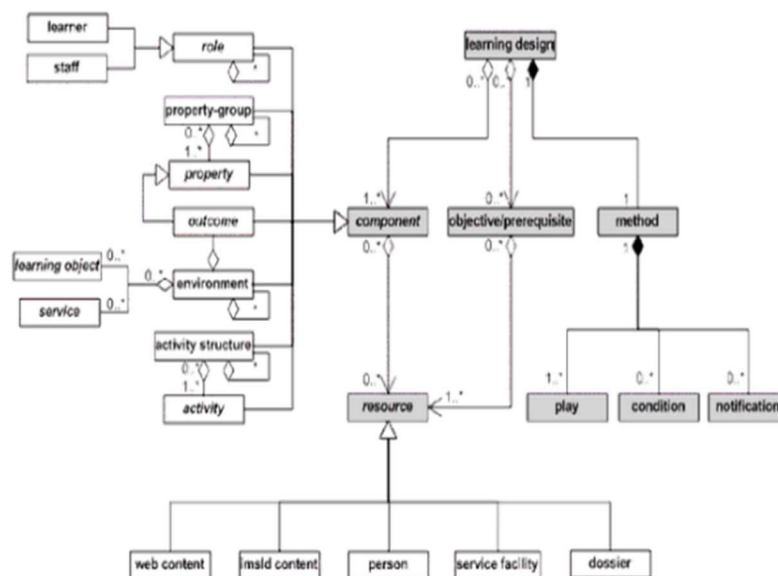 learner
staff
role
*
property-group
0..*
*
1..*
property
outcome
learning object
0..*
0..*
environment
service
0..*
*
activity structure
0..*
*
1..*
activity
learning design
0..*
0..*
1
1..*
0..*
1
component
objective/prerequisite
method
0..*
0..*
1
0..*
1..*
resource
1..*
0..*
0..*
play
condition
notification
web content
imsld content
person
service facility
dossier